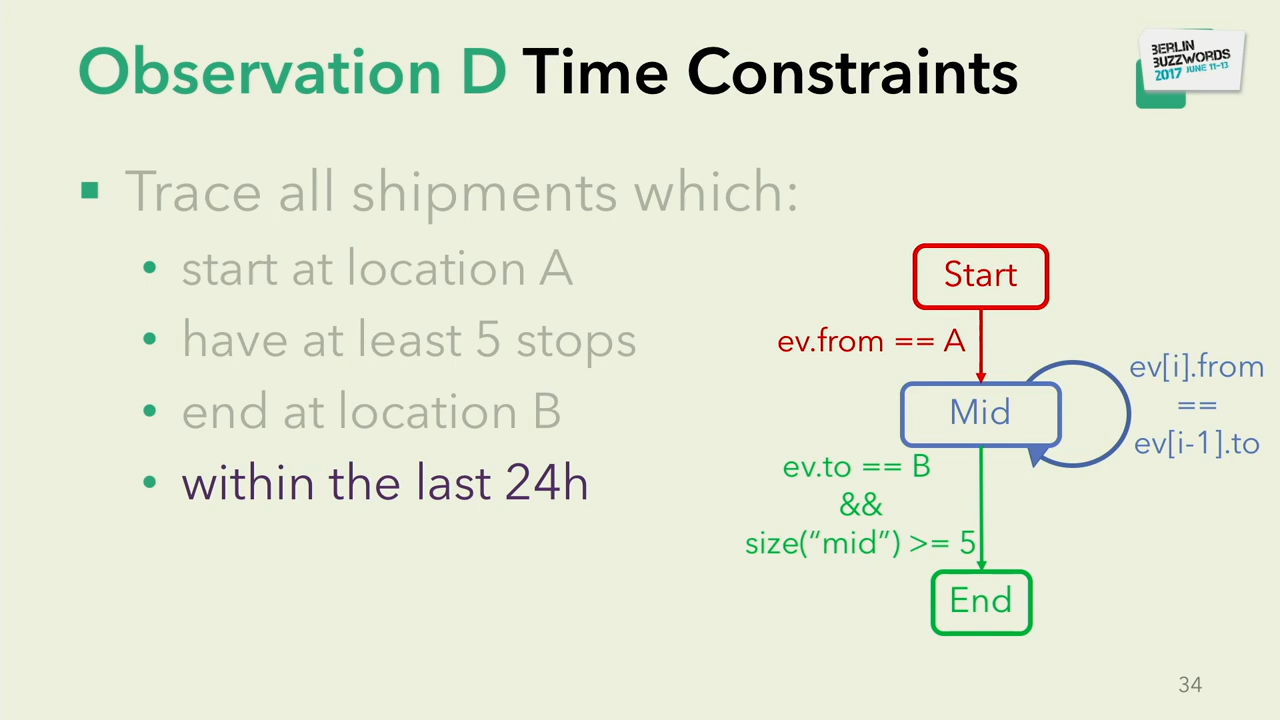 Observation D Time Constraints
BERLIN
BUZZWORDS
2017 JUNE 11-13
Trace all shipments which:
start at location A
have at least 5 stops
end at location B
within the last 24h
Start
ev.from == A
Mid
ev[i].from
==
ev[i-1].to
ev.to == B
&&
size(“mid”) >= 5
End
34